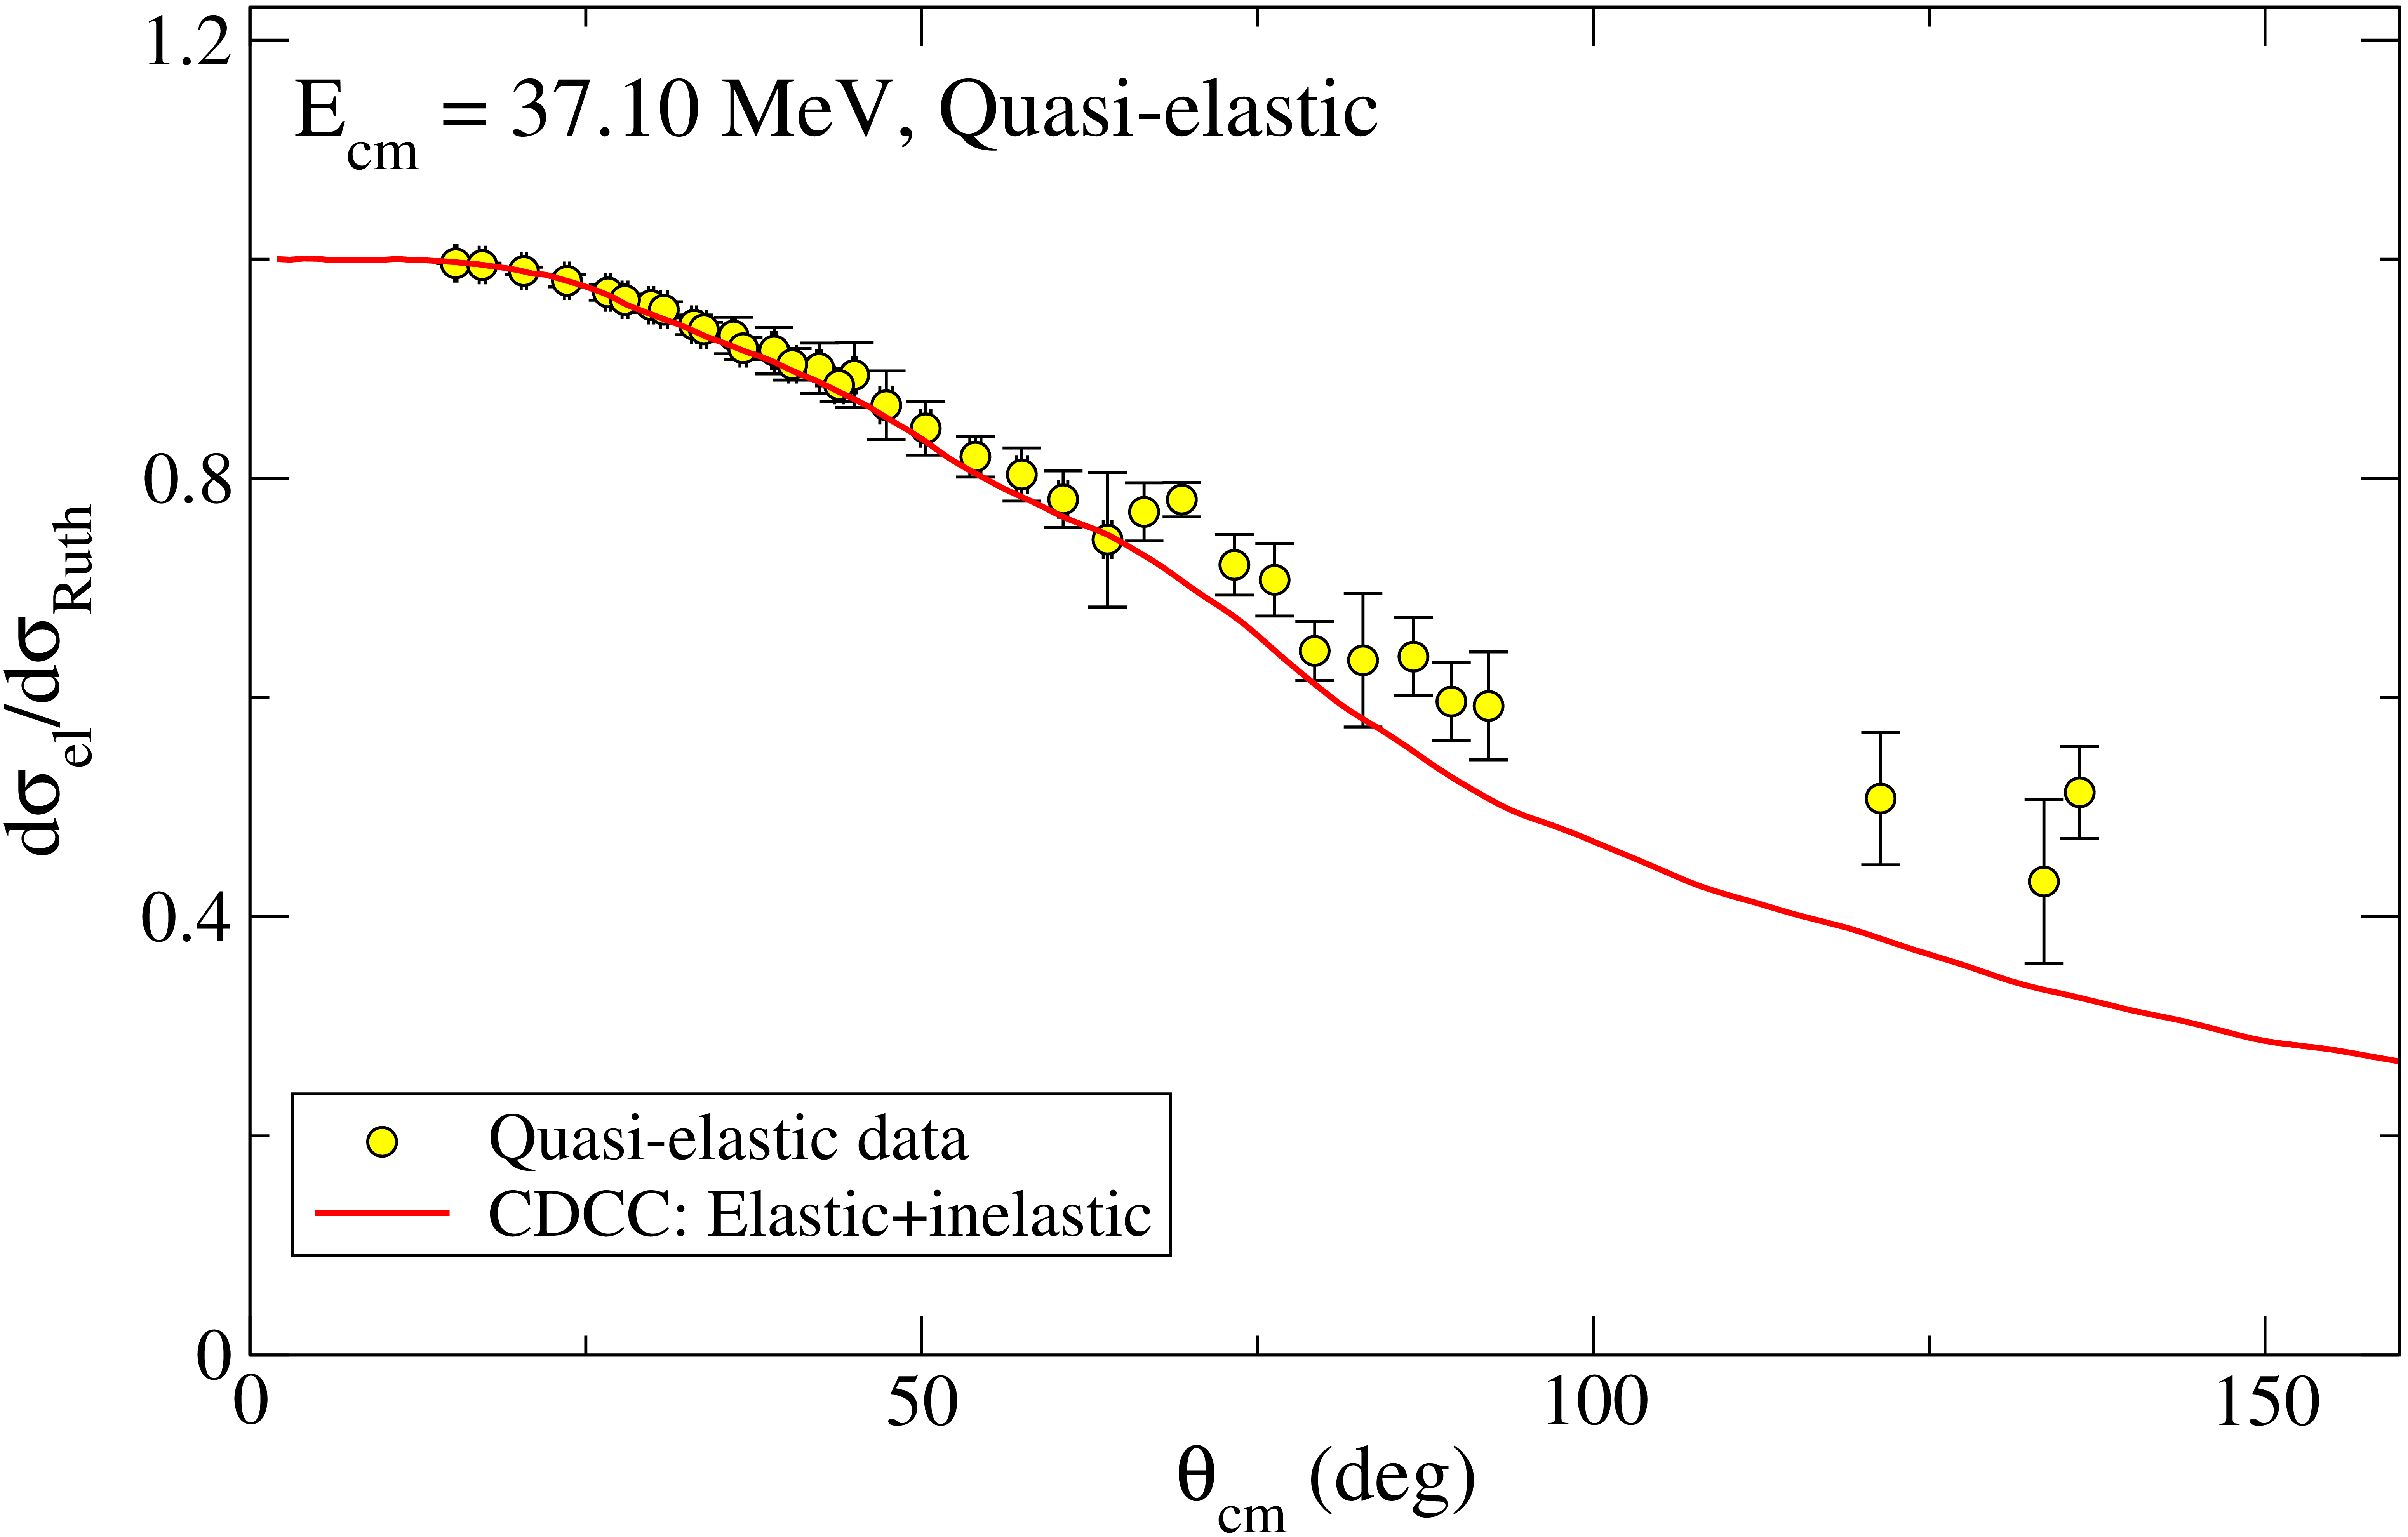 1.2
E_cm = 37.10 MeV, Quasi-elastic
0.8
dσ_el/dσ_Ruth
0.4
Quasi-elastic data
CDCC: Elastic+inelastic
0
0 50 100 150
θ_cm (deg)